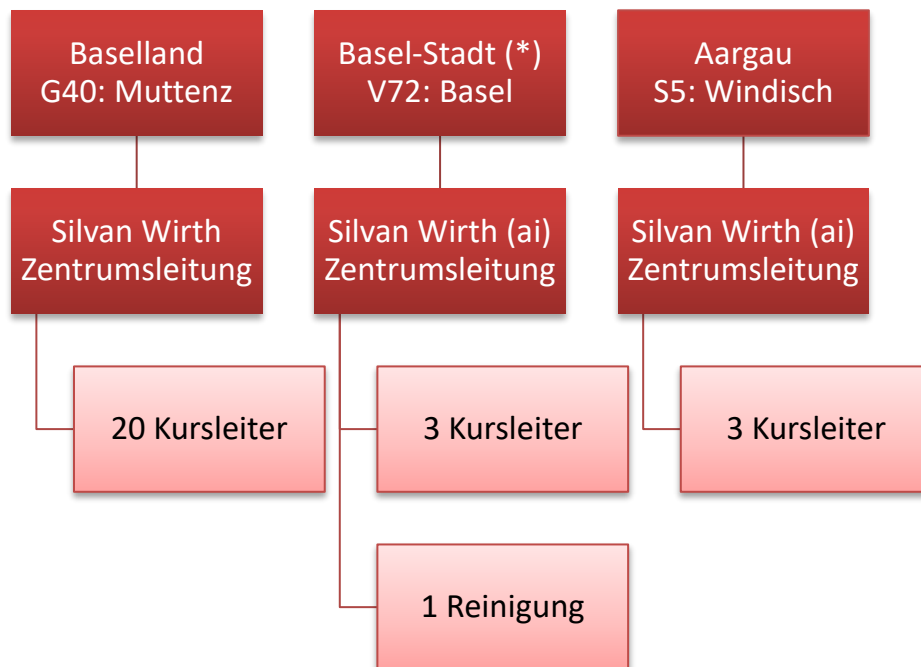 Baselland
G40: Muttenz
Basel-Stadt (*)
V72: Basel
Aargau
S5: Windisch
Silvan Wirth
Zentrumsleitung
Silvan Wirth (ai)
Zentrumsleitung
Silvan Wirth (ai)
Zentrumsleitung
20 Kursleiter
3 Kursleiter
3 Kursleiter
1 Reinigung